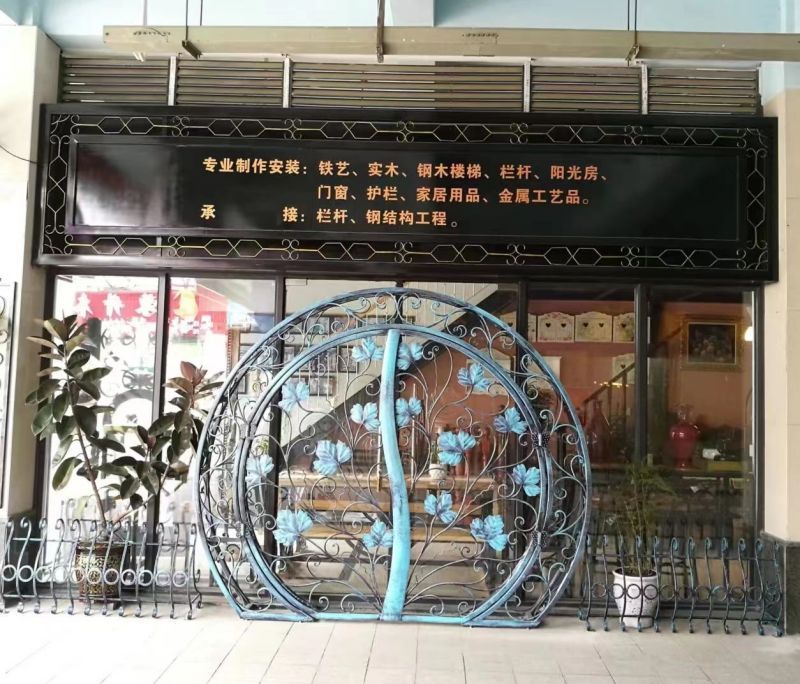 专业制作安装：铁艺、实木、钢木楼梯、栏杆、阳光房、
门窗、护栏、家居用品、金属工艺品。
承 接：栏杆、钢结构工程。